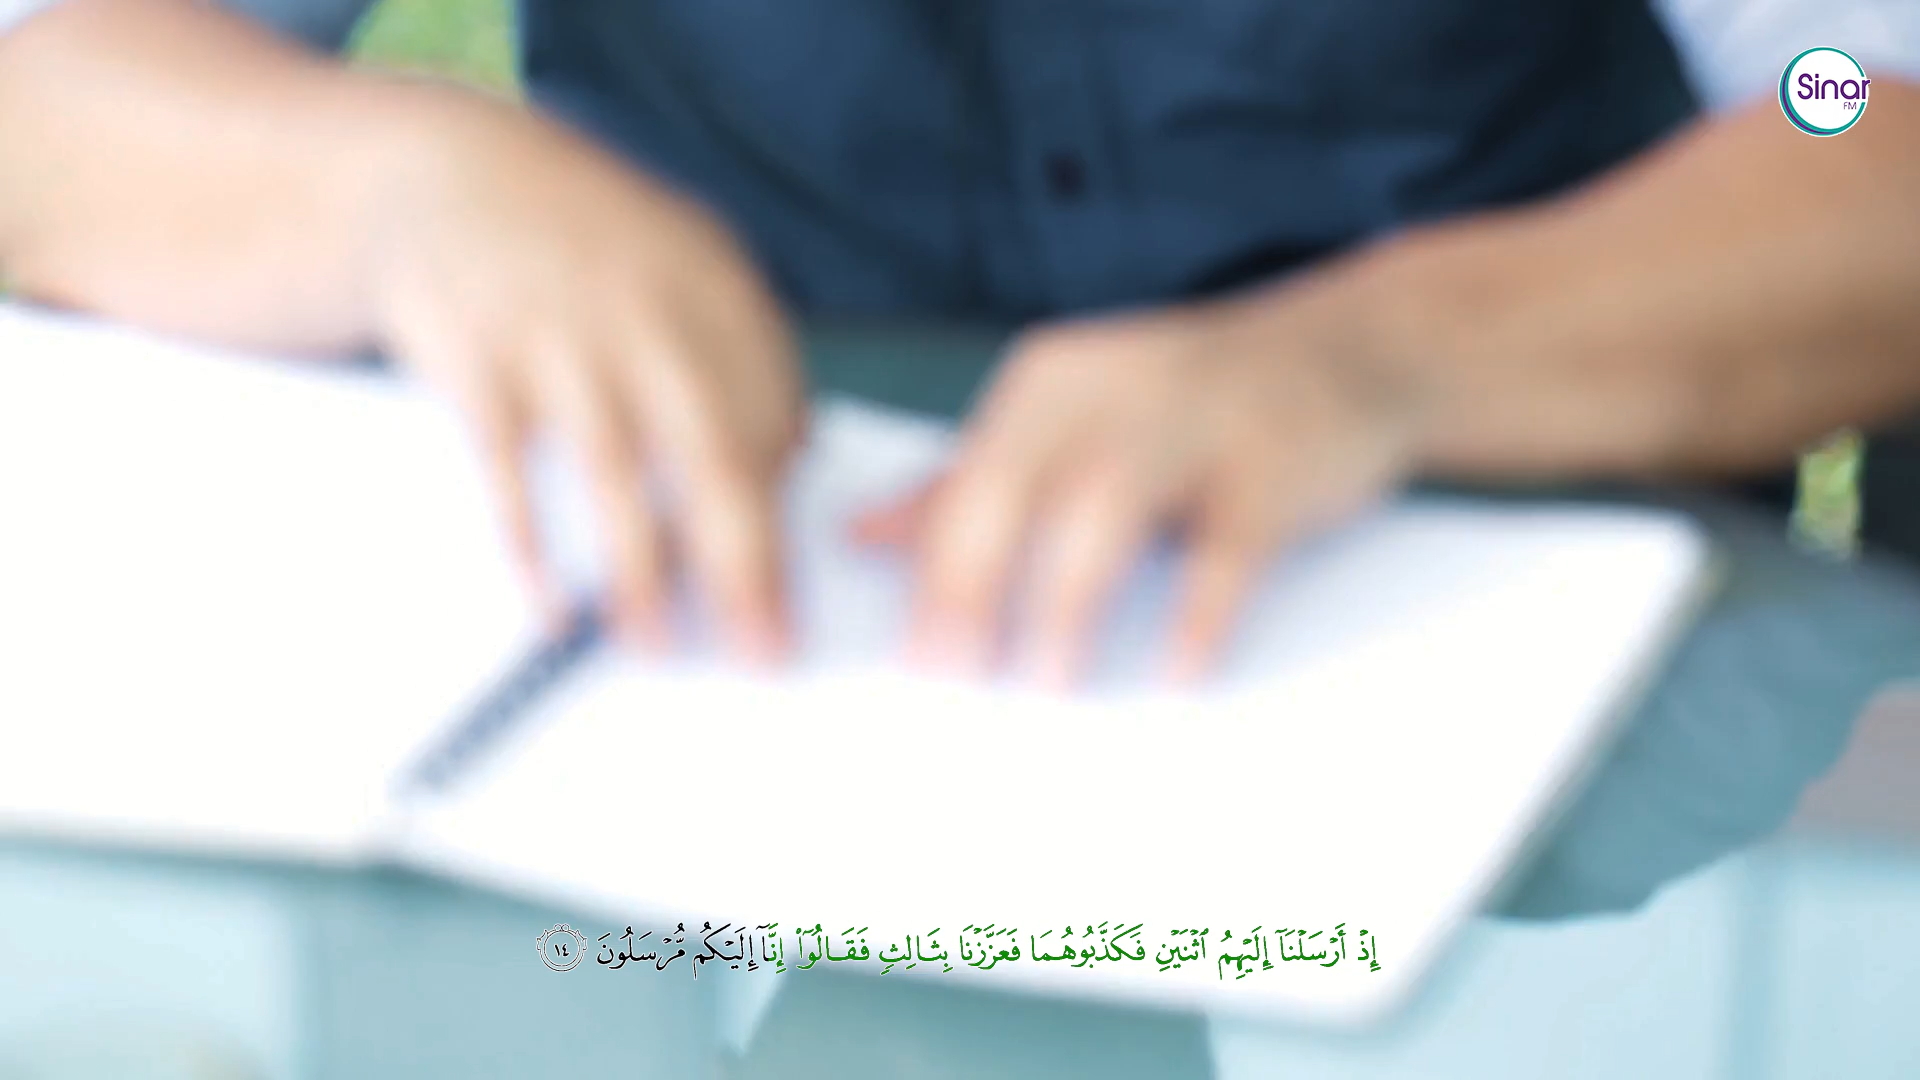 Sinar
FM
إِذۡ أَرۡسَلۡنَآ إِلَيۡهِمُ ٱثۡنَيۡنِ فَكَذَّبُوهُمَا فَعَزَّزۡنَا بِثَالِثٖ فَقَالُوٓاْ إِنَّآ إِلَيۡكُم مُّرۡسَلُونَ ١٤